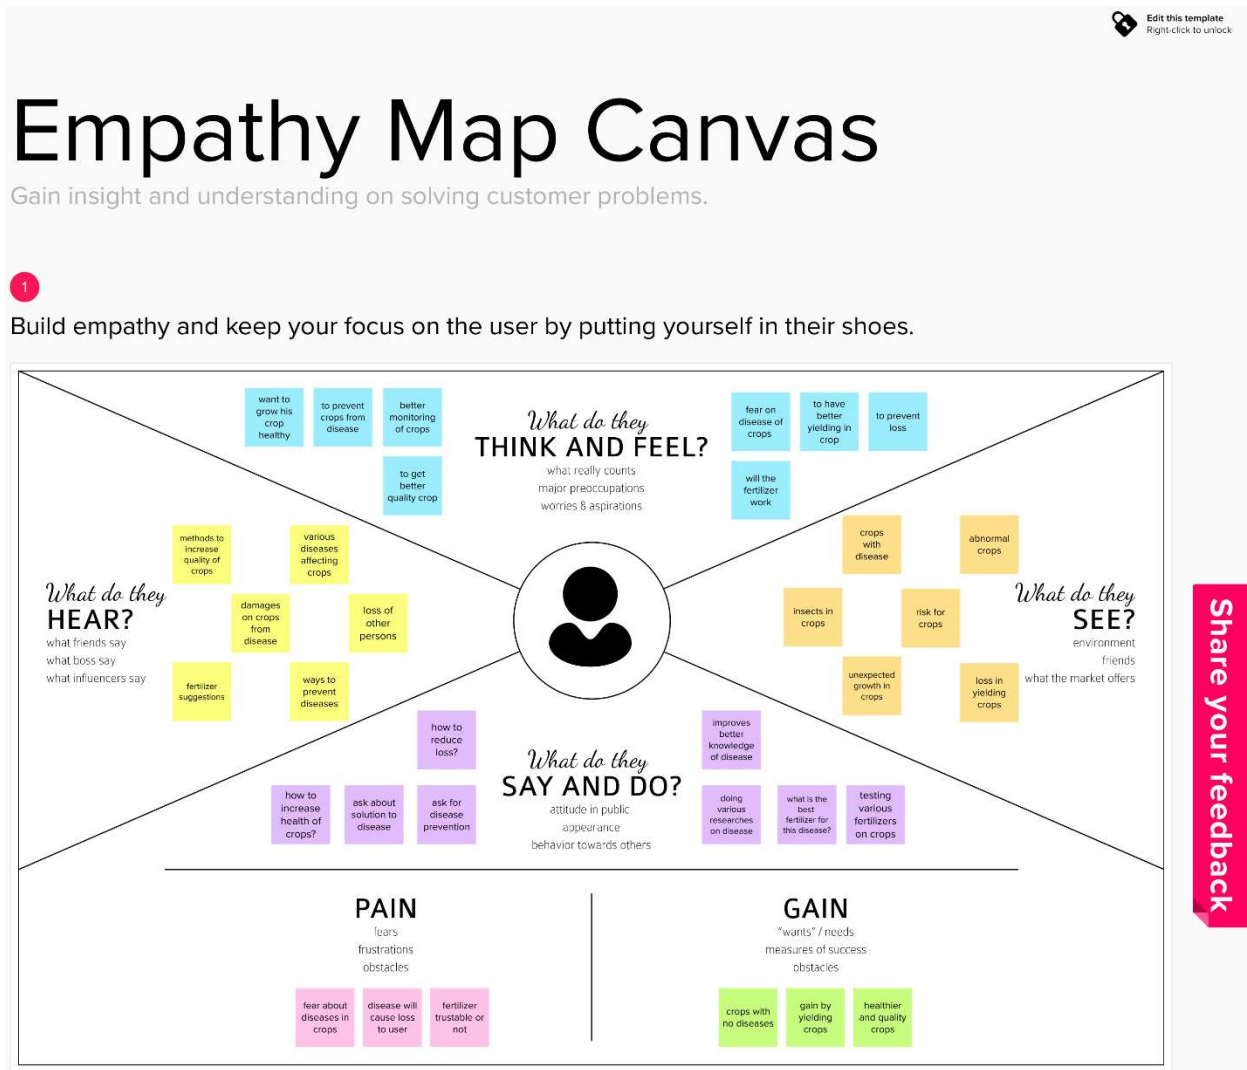 Edit this template
Right-click to unlock
Empathy Map Canvas
Gain insight and understanding on solving customer problems.
1
Build empathy and keep your focus on the user by putting yourself in their shoes.
want to
grow his
crop
healthy
to prevent
crops from
disease
better
monitoring
of crops
to get
better
quality crop
What do they
THINK AND FEEL?
what really counts
major preoccupations
worries & aspirations
fear on
disease of
crops
to have
better
yielding in
crop
to prevent
loss
will the
fertilizer
work
What do they
HEAR?
what friends say
what boss say
what influencers say
methods to
increase
quality of
crops
various
diseases
affecting
crops
damages
on crops
from
disease
loss of
other
persons
fertilizer
suggestions
ways to
prevent
diseases
crops
with
disease
abnormal
crops
insects in
crops
risk for
crops
unexpected
growth in
crops
loss in
yielding
crops
What do they
SEE?
environment
friends
what the market offers
how to
reduce
loss?
how to
increase
health of
crops?
ask about
solution to
disease
ask for
disease
prevention
What do they
SAY AND DO?
attitude in public
appearance
behavior towards others
improves
better
knowledge
of disease
doing
various
researches
on disease
what is the
best
fertilizer for
this disease?
testing
various
fertilizers
on crops
PAIN
fears
frustrations
obstacles
fear about
diseases in
crops
disease will
cause loss
to user
fertilizer
trustable or
not
GAIN
"wants" / needs
measures of success
obstacles
crops with
no diseases
gain by
yielding
crops
healthier
and quality
crops
Share your feedback